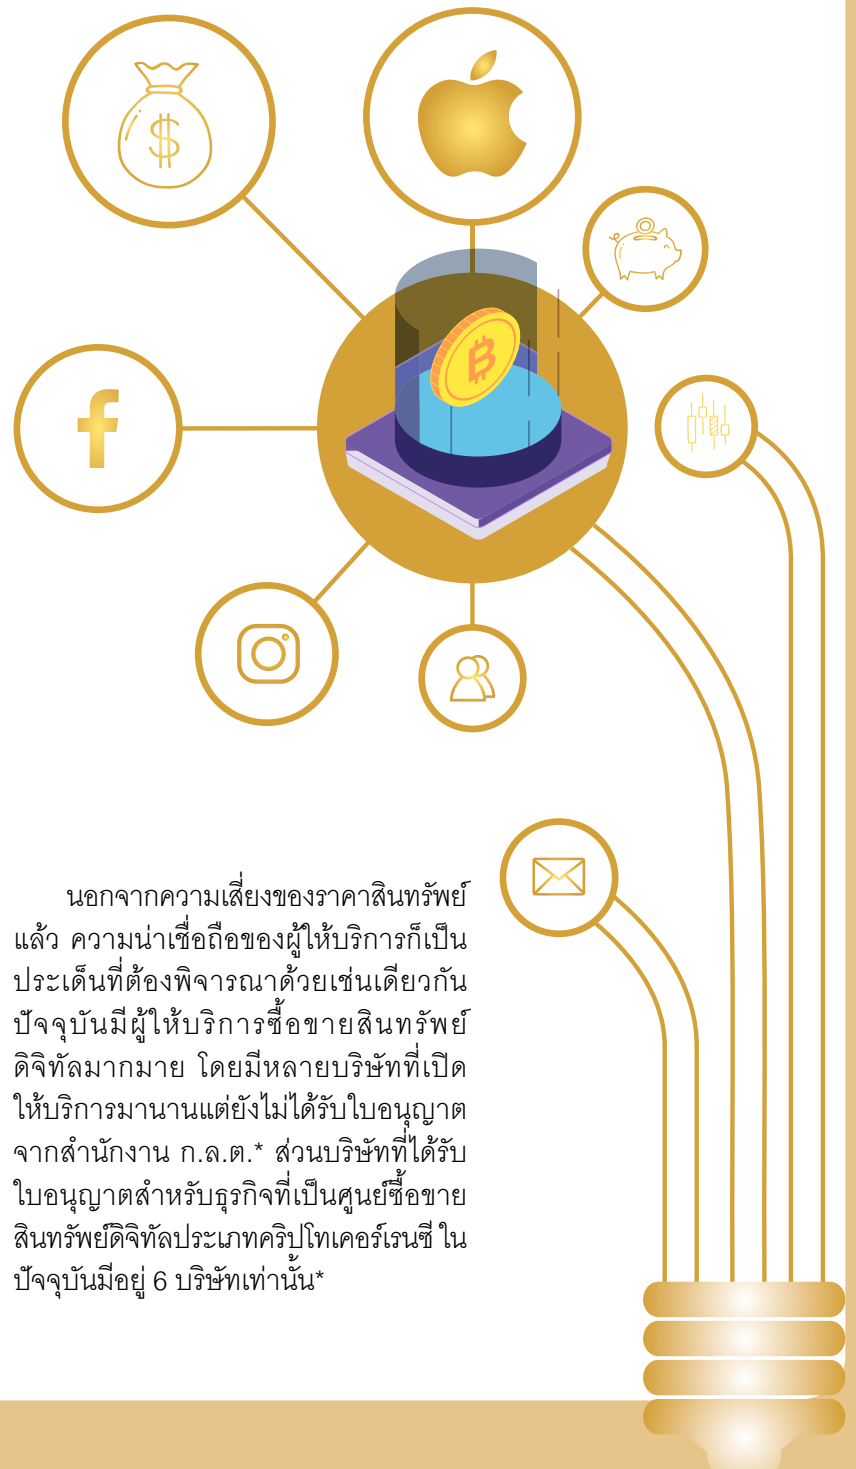 นอกจากความเสี่ยงของราคาสินทรัพย์
แล้ว ความน่าเชื่อถือของผู้ให้บริการก็เป็น
ประเด็นที่ต้องพิจารณาด้วยเช่นเดียวกัน
ปัจจุบันมีผู้ให้บริการซื้อขายสินทรัพย์
ดิจิทัลมากมาย โดยมีหลายบริษัทที่เปิด
ให้บริการมานานแต่ยังไม่ได้รับใบอนุญาต
จากสำนักงาน ก.ล.ต.* ส่วนบริษัทที่ได้รับ
ใบอนุญาตสำหรับธุรกิจที่เป็นศูนย์ซื้อขาย
สินทรัพย์ดิจิทัลประเภทคริปโทเคอร์เรนซี ใน
ปัจจุบันมีอยู่ 6 บริษัทเท่านั้น*